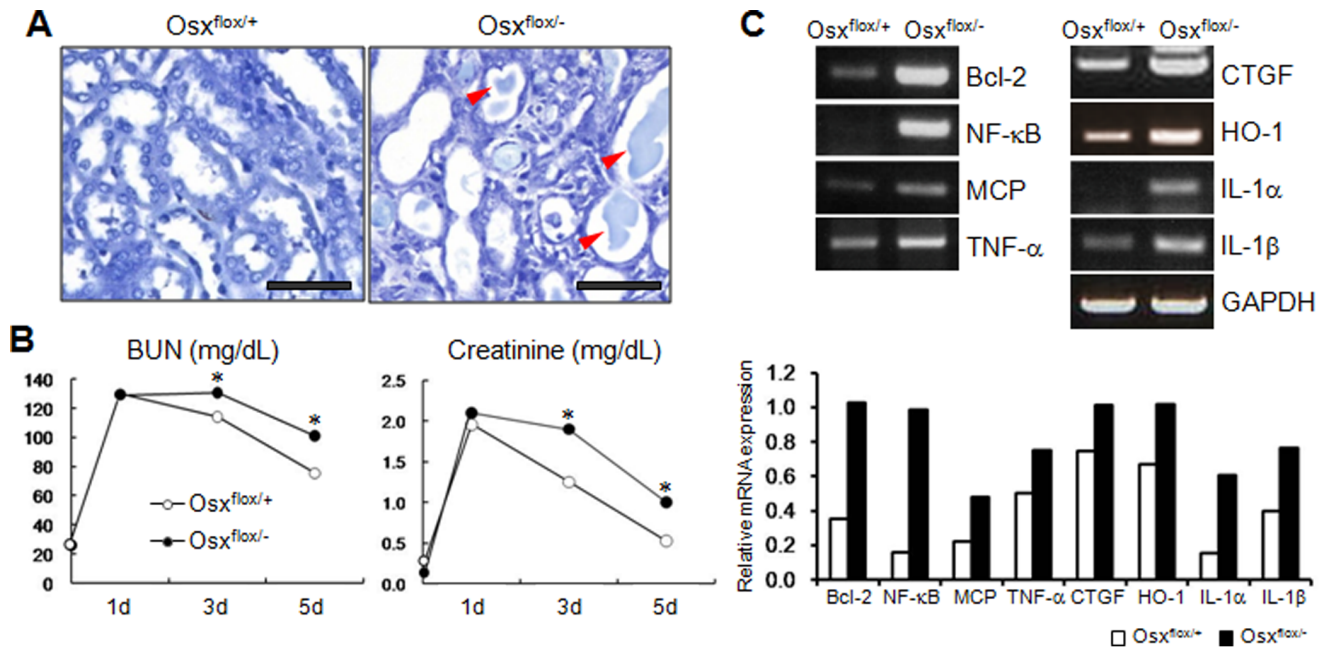 A
Osxflox/+
Osxflox/-
B
BUN (mg/dL)
140
120
100
80
60
40
20
0
*
*
Osxflox/+
Osxflox/-
1d 3d 5d
Creatinine (mg/dL)
2.5
2.0
1.5
1.0
0.5
0.0
*
*
1d 3d 5d
C
Osxflox/+ Osxflox/-
Bcl-2
NF-κB
MCP
TNF-α
Osxflox/+ Osxflox/-
CTGF
HO-1
IL-1α
IL-1β
GAPDH
Relative mRNA expression
1.2
1.0
0.8
0.6
0.4
0.2
0
Bcl-2 NF-κB MCP TNF-α CTGF HO-1 IL-1α IL-1β
Osxflox/+ Osxflox/-